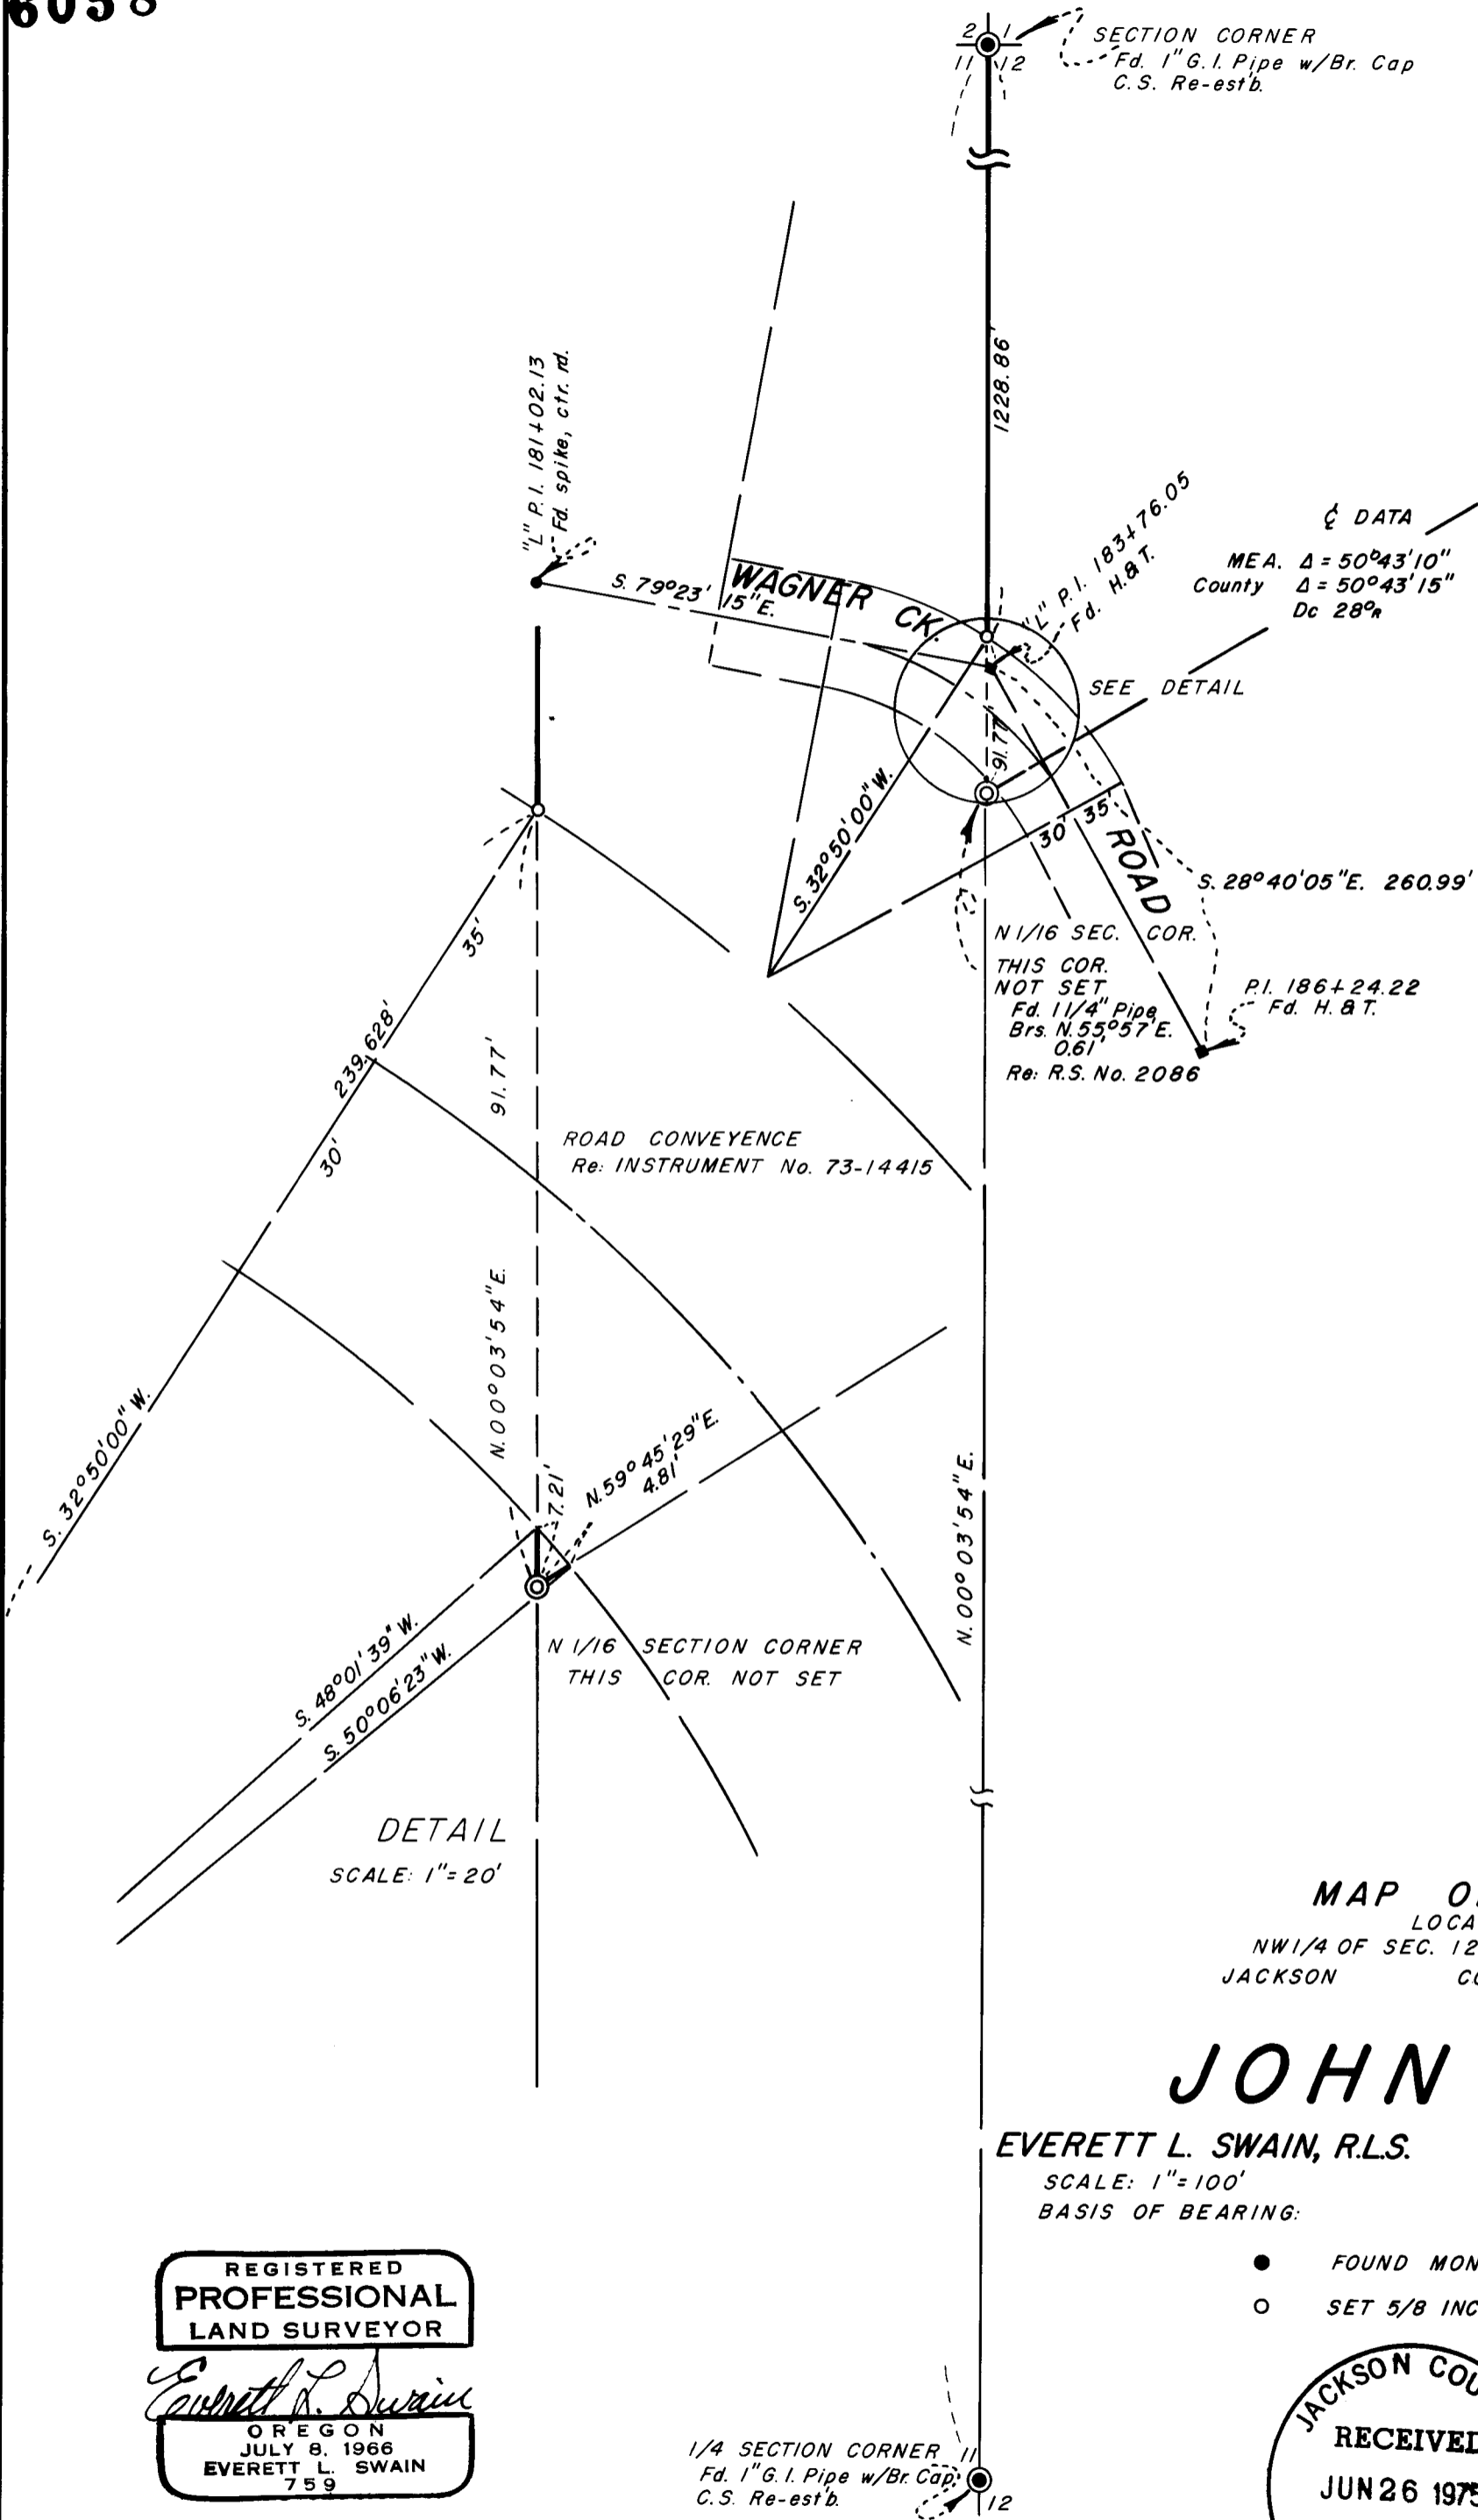 6058
2 1
11 12
SECTION CORNER
Fd. 1" G.I. Pipe w/Br. Cap
C.S. Re-est'b.
1228.86'
"L" P.I. 181+02.13
Fd. spike, ctr. rd.
S. 79°23'
15"E.
WAGNER CK.
"L" P.I. 183+76.05
Fd. H.&T.
℄ DATA
MEA. Δ = 50°43'10"
County Δ = 50°43'15"
Dc 28°R
SEE DETAIL
91.77'
S. 32°50'00" W.
30' 35'
ROAD
S. 28°40'05"E. 260.99'
N 1/16 SEC. COR.
THIS COR.
NOT SET
Fd. 1 1/4" Pipe
Brs. N.55°57'E.
0.61'
Re: R.S. No. 2086
P.I. 186+24.22
Fd. H.&T.
35'
239.628'
30'
91.77'
ROAD CONVEYENCE
Re: INSTRUMENT No. 73-14415
N.00°03'54"E.
S. 32°50'00" W.
7.21'
N.59°45'29"E.
4.81'
N.00°03'54"E.
N 1/16 SECTION CORNER
THIS COR. NOT SET
S. 48°01'39" W.
S. 50°06'23" W.
DETAIL
SCALE: 1"= 20'
MAP O
LOCA
NW1/4 OF SEC. 12
JACKSON CO
JOHN
EVERETT L. SWAIN, R.L.S.
SCALE: 1"= 100'
BASIS OF BEARING:
FOUND MON
SET 5/8 INC
REGISTERED
PROFESSIONAL
LAND SURVEYOR
Everett L. Swain
OREGON
JULY 8, 1966
EVERETT L. SWAIN
759
JACKSON COU
RECEIVED
JUN 26 1975
1/4 SECTION CORNER
Fd. 1" G.I. Pipe w/Br. Cap
C.S. Re-est'b.
11
12